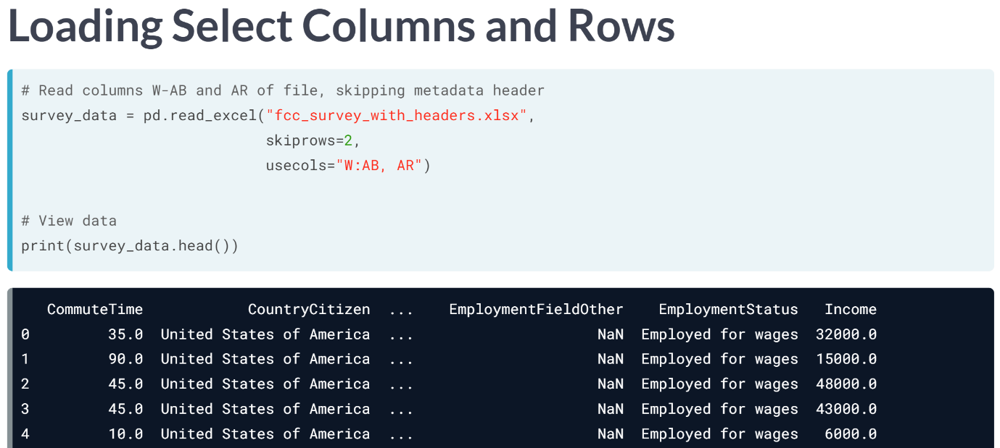 Loading Select Columns and Rows
# Read columns W-AB and AR of file, skipping metadata header
survey_data = pd.read_excel("fcc_survey_with_headers.xlsx",
                            skiprows=2,
                            usecols="W:AB, AR")
# View data
print(survey_data.head())
   CommuteTime            CountryCitizen  ...    EmploymentFieldOther    EmploymentStatus   Income
0         35.0  United States of America  ...                     NaN  Employed for wages  32000.0
1         90.0  United States of America  ...                     NaN  Employed for wages  15000.0
2         45.0  United States of America  ...                     NaN  Employed for wages  48000.0
3         45.0  United States of America  ...                     NaN  Employed for wages  43000.0
4         10.0  United States of America  ...                     NaN  Employed for wages   6000.0